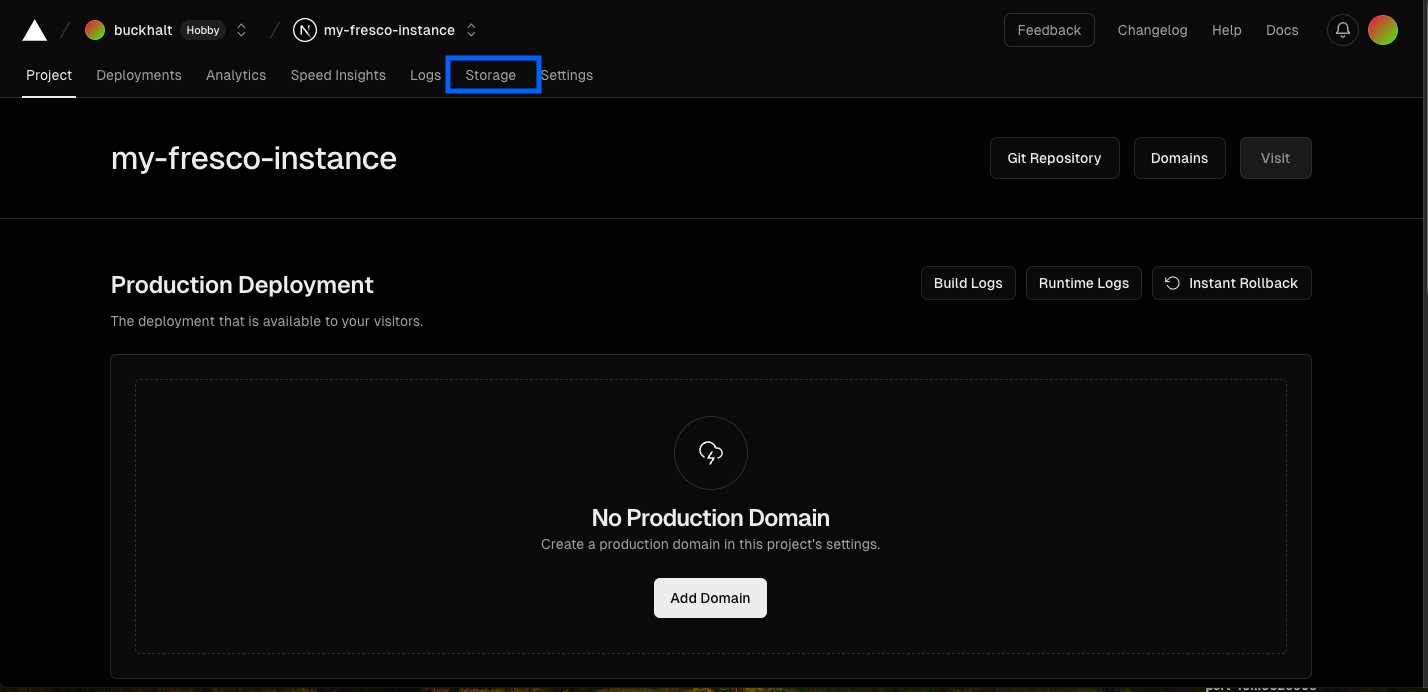 buckhalt Hobby my-fresco-instance Feedback Changelog Help Docs
Project Deployments Analytics Speed Insights Logs Storage Settings
my-fresco-instance Git Repository Domains Visit
Production Deployment Build Logs Runtime Logs Instant Rollback
The deployment that is available to your visitors.
No Production Domain
Create a production domain in this project's settings.
Add Domain